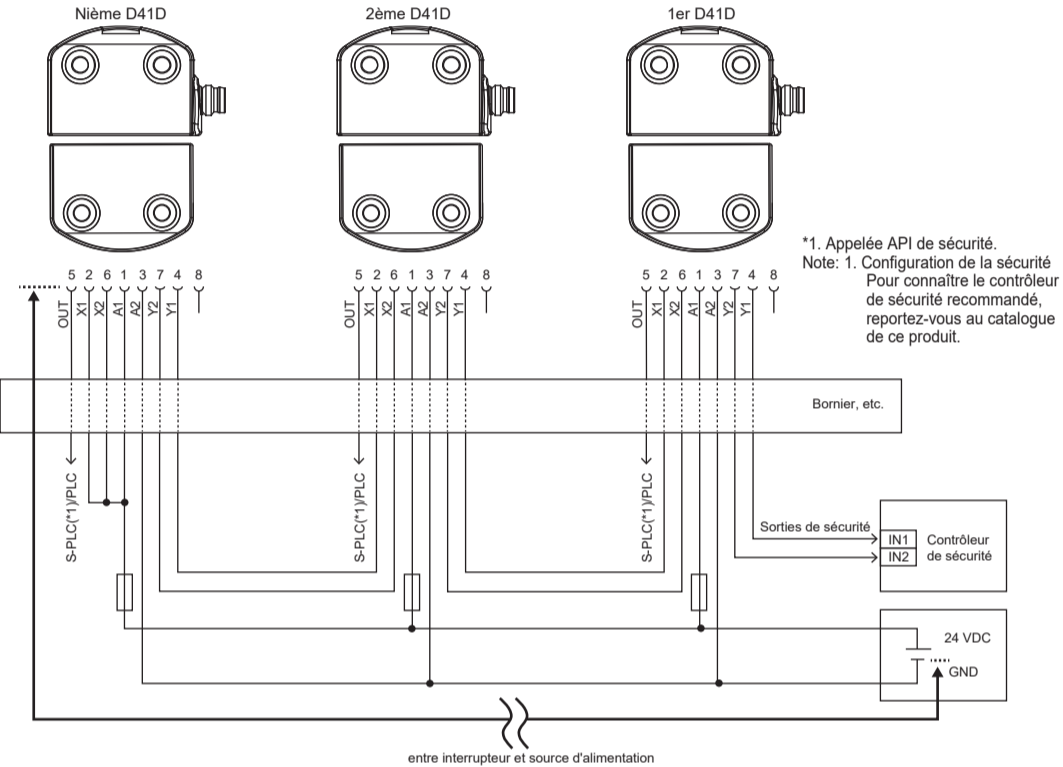 Nième D41D
2ème D41D
1er D41D
*1. Appelée API de sécurité.
Note: 1. Configuration de la sécurité
Pour connaître le contrôleur
de sécurité recommandé,
reportez-vous au catalogue
de ce produit.
5 2 6 1 3 7 4 8
OUT X1 X2 A1 A2 Y2 Y1
5 2 6 1 3 7 4 8
OUT X1 X2 A1 A2 Y2 Y1
5 2 6 1 3 7 4 8
OUT X1 X2 A1 A2 Y2 Y1
Bornier, etc.
S-PLC(*1)/PLC
S-PLC(*1)/PLC
S-PLC(*1)/PLC
Sorties de sécurité
IN1
IN2
Contrôleur
de sécurité
24 VDC
GND
entre interrupteur et source d'alimentation